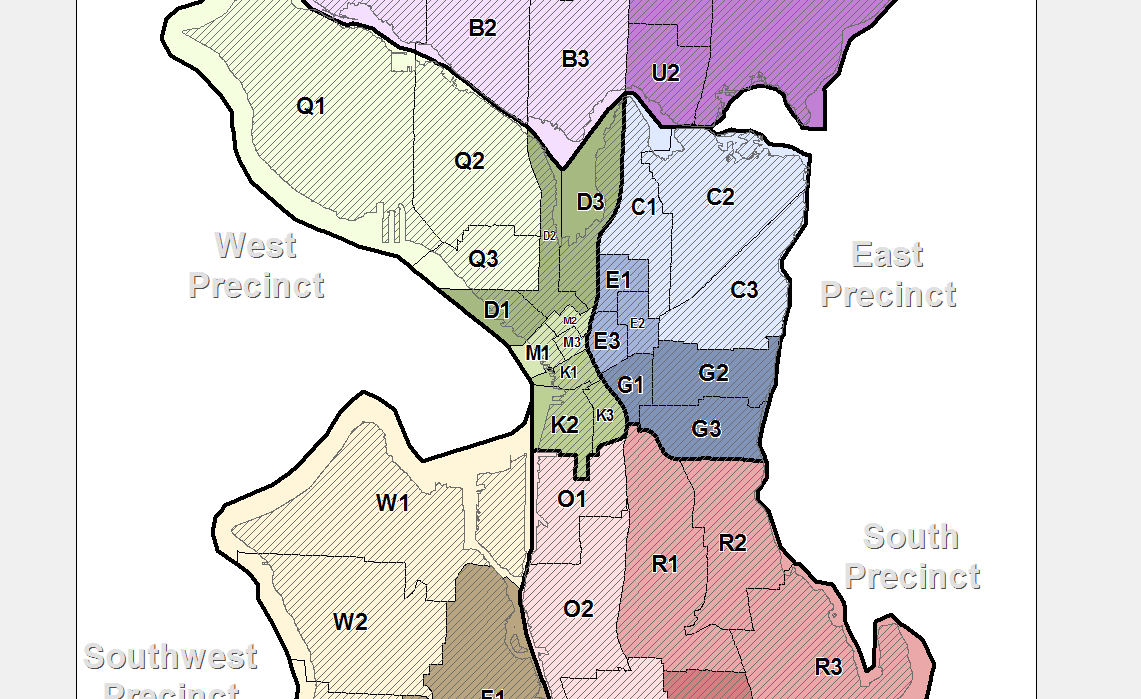 B2
B3
U2
Q1
Q2
D3
C1
C2
D2
West
Precinct
Q3
East
Precinct
E1
C3
D1
M2
E2
M3
E3
M1
K1
G1
G2
K2
K3
G3
W1
O1
R1
R2
South
Precinct
O2
W2
Southwest
Precinct
R3
F1